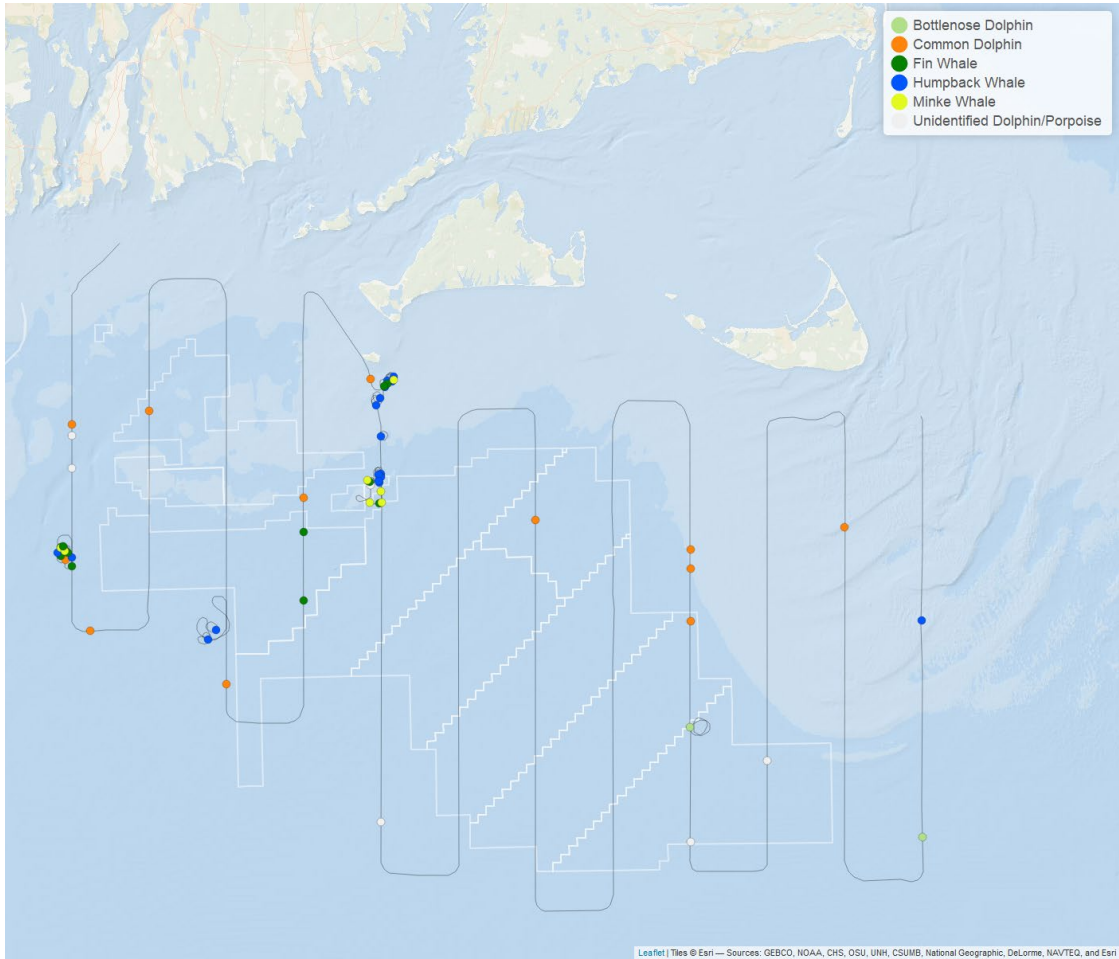 Bottlenose Dolphin
Common Dolphin
Fin Whale
Humpback Whale
Minke Whale
Unidentified Dolphin/Porpoise
Leaflet | Tiles © Esri — Sources: GEBCO, NOAA, CHS, OSU, UNH, CSUMB, National Geographic, DeLorme, NAVTEQ, and Esri